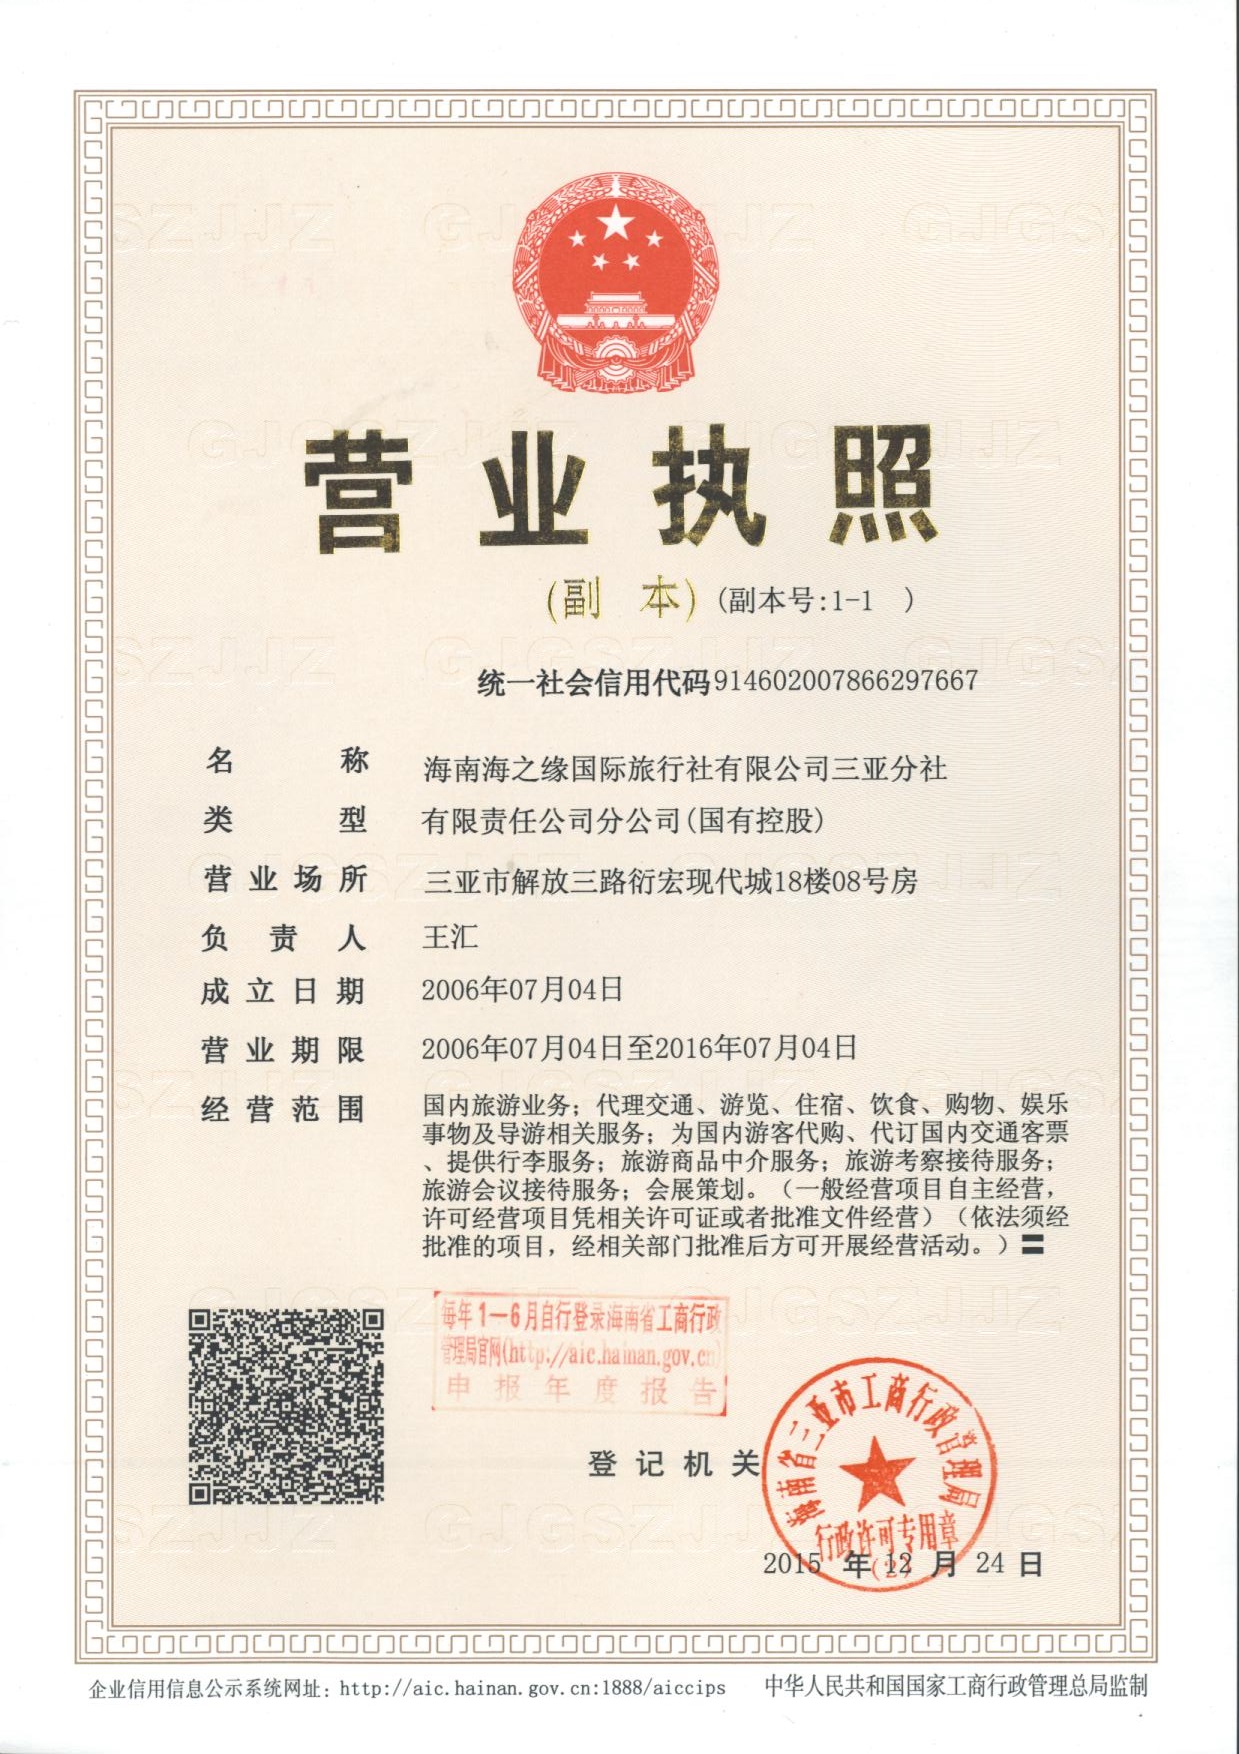 营业执照
(副 本) (副本号:1-1 )
统一社会信用代码914602007866297667
名称 海南海之缘国际旅行社有限公司三亚分社
类型 有限责任公司分公司(国有控股)
营业场所 三亚市解放三路衍宏现代城18楼08号房
负责人 王汇
成立日期 2006年07月04日
营业期限 2006年07月04日至2016年07月04日
经营范围 国内旅游业务；代理交通、游览、住宿、饮食、购物、娱乐
事物及导游相关服务；为国内游客代购、代订国内交通客票
、提供行李服务；旅游商品中介服务；旅游考察接待服务；
旅游会议接待服务；会展策划。（一般经营项目自主经营，
许可经营项目凭相关许可证或者批准文件经营）（依法须经
批准的项目，经相关部门批准后方可开展经营活动。）〓
每年1—6月自行登录海南省工商行政
管理局官网(http://aic.hainan.gov.cn)
申报年度报告
登记机关
海南省三亚市工商行政管理局
行政许可专用章
(2)
2015 年 12 月 24 日
企业信用信息公示系统网址：http://aic.hainan.gov.cn:1888/aiccips 中华人民共和国国家工商行政管理总局监制